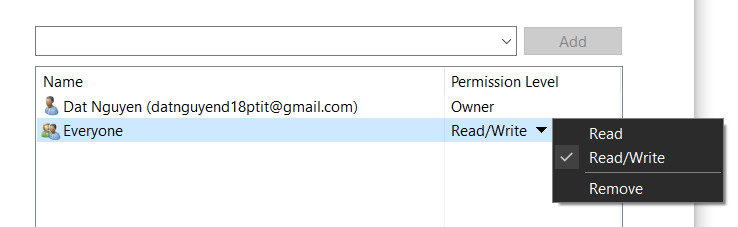 Add
Name Permission Level
Dat Nguyen (datnguyend18ptit@gmail.com) Owner
Everyone Read/Write
Read
Read/Write
Remove